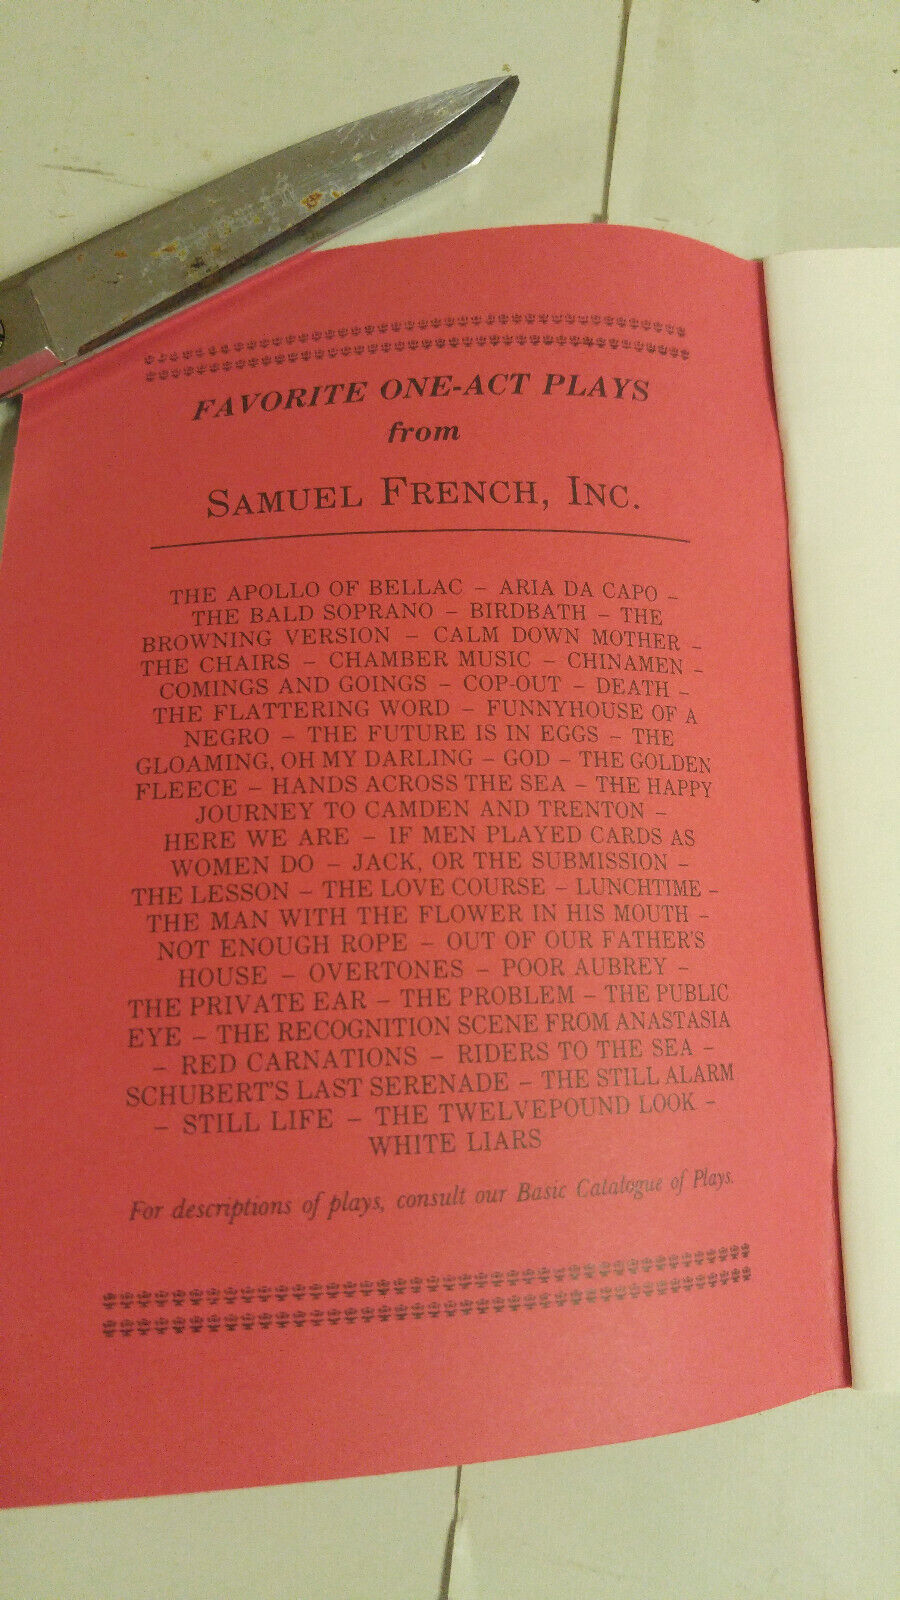 FAVORITE ONE-ACT PLAYS
from
SAMUEL FRENCH, INC.
THE APOLLO OF BELLAC – ARIA DA CAPO –
THE BALD SOPRANO – BIRDBATH – THE
BROWNING VERSION – CALM DOWN MOTHER –
THE CHAIRS – CHAMBER MUSIC – CHINAMEN –
COMINGS AND GOINGS – COP-OUT – DEATH –
THE FLATTERING WORD – FUNNYHOUSE OF A
NEGRO – THE FUTURE IS IN EGGS – THE
GLOAMING, OH MY DARLING – GOD – THE GOLDEN
FLEECE – HANDS ACROSS THE SEA – THE HAPPY
JOURNEY TO CAMDEN AND TRENTON –
HERE WE ARE – IF MEN PLAYED CARDS AS
WOMEN DO – JACK, OR THE SUBMISSION –
THE LESSON – THE LOVE COURSE – LUNCHTIME –
THE MAN WITH THE FLOWER IN HIS MOUTH –
NOT ENOUGH ROPE – OUT OF OUR FATHER'S
HOUSE – OVERTONES – POOR AUBREY –
THE PRIVATE EAR – THE PROBLEM – THE PUBLIC
EYE – THE RECOGNITION SCENE FROM ANASTASIA
– RED CARNATIONS – RIDERS TO THE SEA –
SCHUBERT'S LAST SERENADE – THE STILL ALARM
– STILL LIFE – THE TWELVEPOUND LOOK –
WHITE LIARS
For descriptions of plays, consult our Basic Catalogue of Plays.